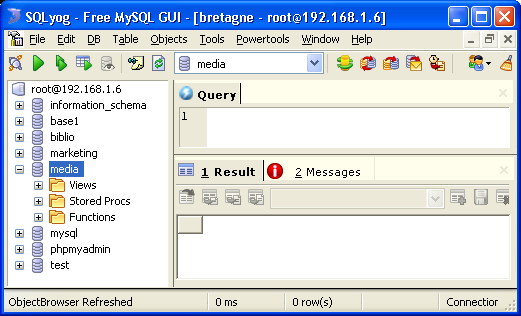 SQLyog - Free MySQL GUI - [bretagne - root@192.168.1.6]
File Edit DB Table Objects Tools Powertools Window Help
media
root@192.168.1.6
information_schema
base1
biblio
marketing
media
Views
Stored Procs
Functions
mysql
phpmyadmin
test
Query
1
1 Result 2 Messages
ObjectBrowser Refreshed 0 ms 0 row(s) Connection